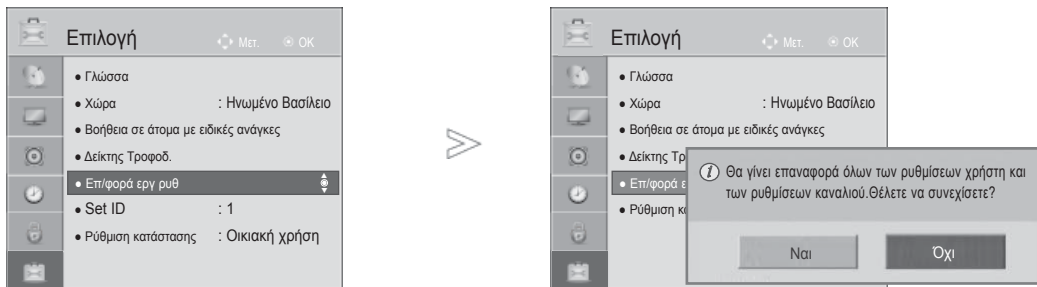 Επιλογή Μετ. OK
● Γλώσσα
● Χώρα : Ηνωμένο Βασίλειο
● Βοήθεια σε άτομα με ειδικές ανάγκες
● Δείκτης Τροφοδ.
● Επ/φορά εργ ρυθ
● Set ID : 1
● Ρύθμιση κατάστασης : Οικιακή χρήση
Επιλογή Μετ. OK
● Γλώσσα
● Χώρα : Ηνωμένο Βασίλειο
● Βοήθεια σε άτομα με ειδικές ανάγκες
● Δείκτης Τρ
● Επ/φορά ε
● Ρύθμιση κα
Θα γίνει επαναφορά όλων των ρυθμίσεων χρήστη και
των ρυθμίσεων καναλιού.Θέλετε να συνεχίσετε?
Ναι Όχι